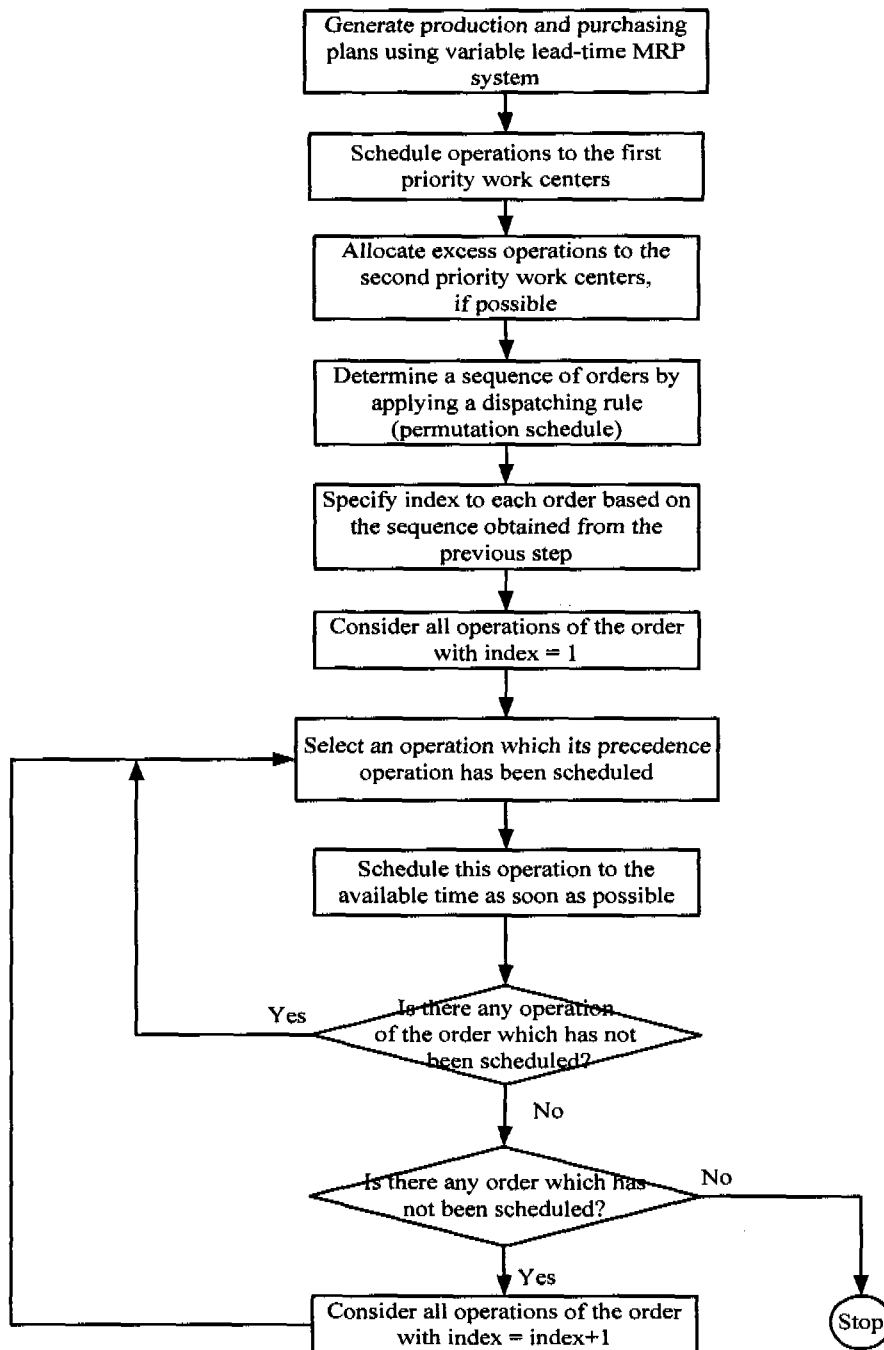 Generate production and purchasing
plans using variable lead-time MRP
system
Schedule operations to the first
priority work centers
Allocate excess operations to the
second priority work centers,
if possible
Determine a sequence of orders by
applying a dispatching rule
(permutation schedule)
Specify index to each order based on
the sequence obtained from the
previous step
Consider all operations of the order
with index = 1
Select an operation which its precedence
operation has been scheduled
Schedule this operation to the
available time as soon as possible
Yes
Is there any operation
of the order which has not
been scheduled?
No
Is there any order which has
not been scheduled?
No
Yes
Consider all operations of the order
with index = index+1
Stop